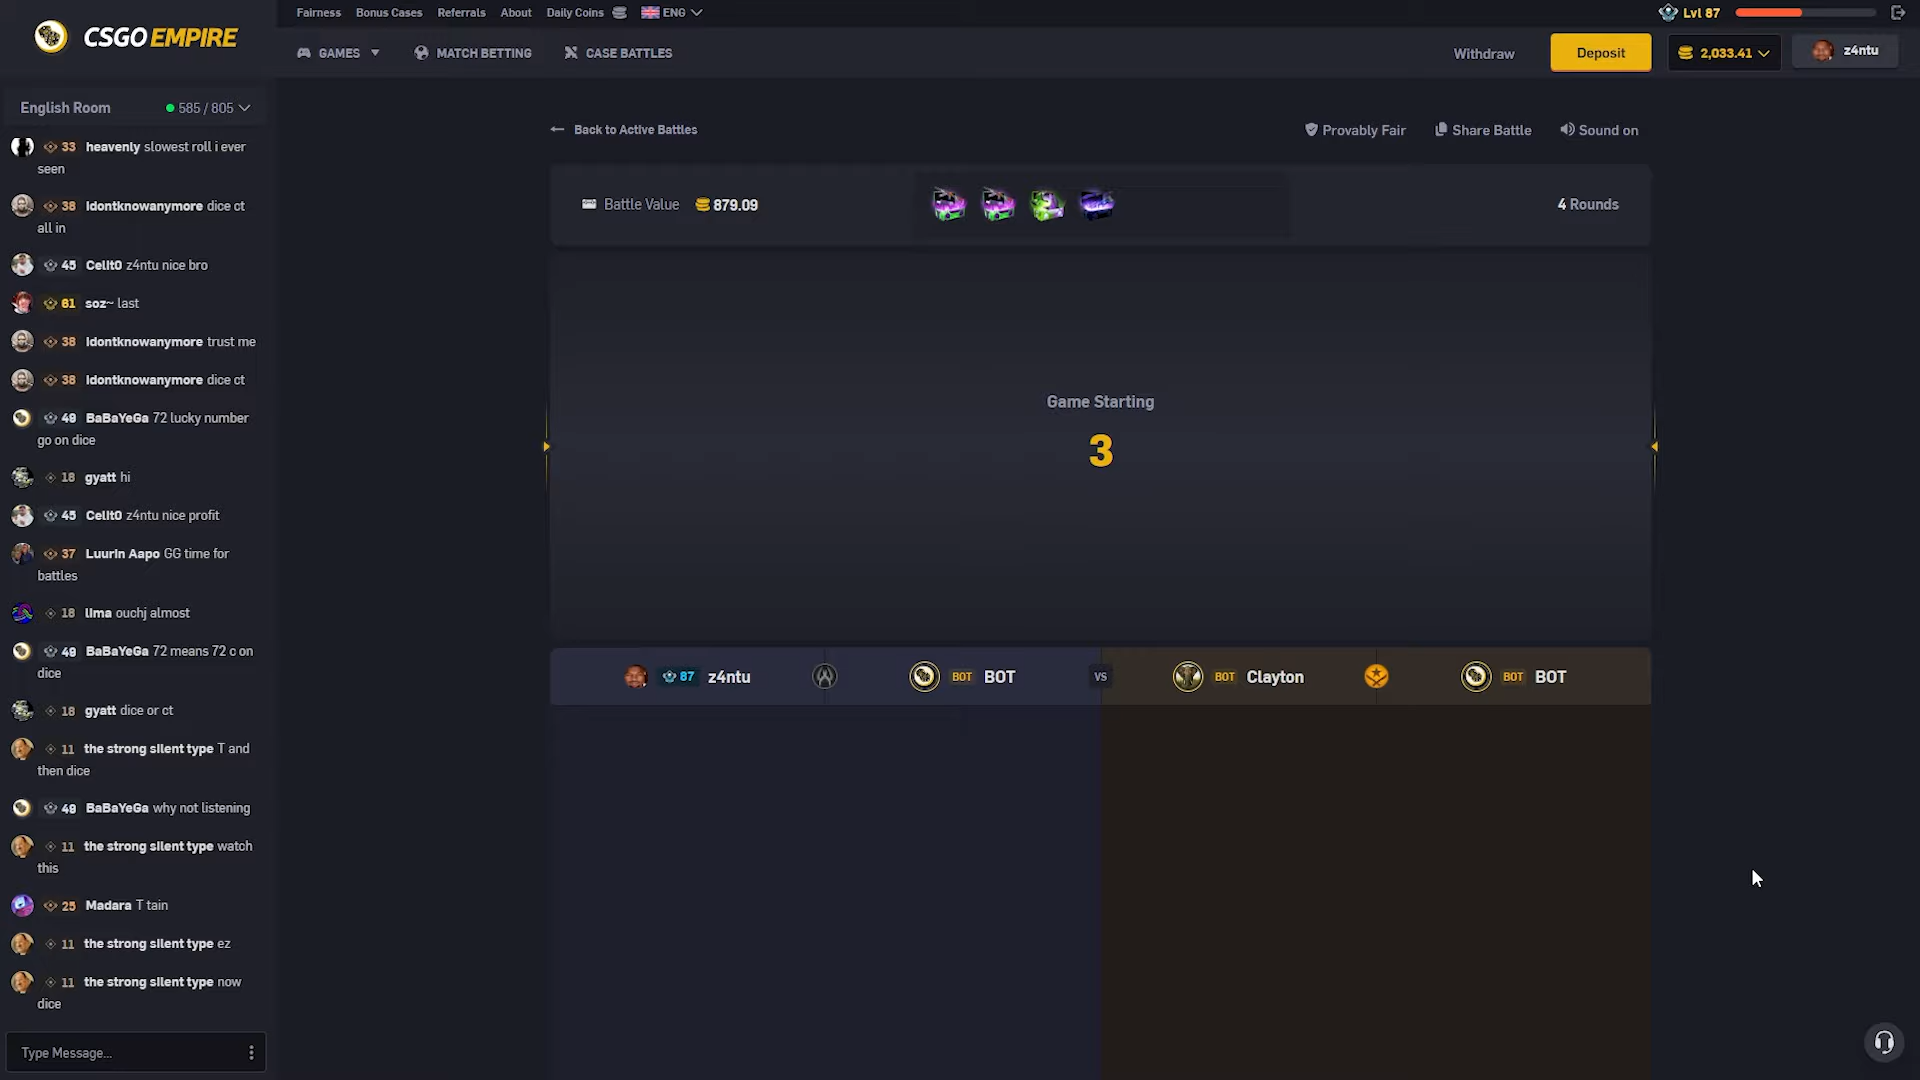 Fairness
Bonus Cases
Referrals
About
Daily Coins
ENG
Lvl 87
CSGOEMPIRE
GAMES
MATCH BETTING
CASE BATTLES
Withdraw
Deposit
2,033.41
z4ntu
English Room
585 / 805
33 heavenly slowest roll i ever
seen
38 Idontknowanymore dice ct
all in
45 Celit0 z4ntu nice bro
81 soz~ last
38 Idontknowanymore trust me
38 Idontknowanymore dice ct
49 BaBaYeGa 72 lucky number
go on dice
18 gyatt hi
45 Celit0 z4ntu nice profit
37 Luurin Aapo GG time for
battles
18 lima ouchj almost
49 BaBaYeGa 72 means 72 c on
dice
18 gyatt dice or ct
11 the strong silent type T and
then dice
49 BaBaYeGa why not listening
11 the strong silent type watch
this
25 Madara T tain
11 the strong silent type ez
11 the strong silent type now
dice
Type Message...
Back to Active Battles
Provably Fair
Share Battle
Sound on
Battle Value 879.09
4 Rounds
Game Starting
3
87 z4ntu
BOT BOT
VS
BOT Clayton
BOT BOT